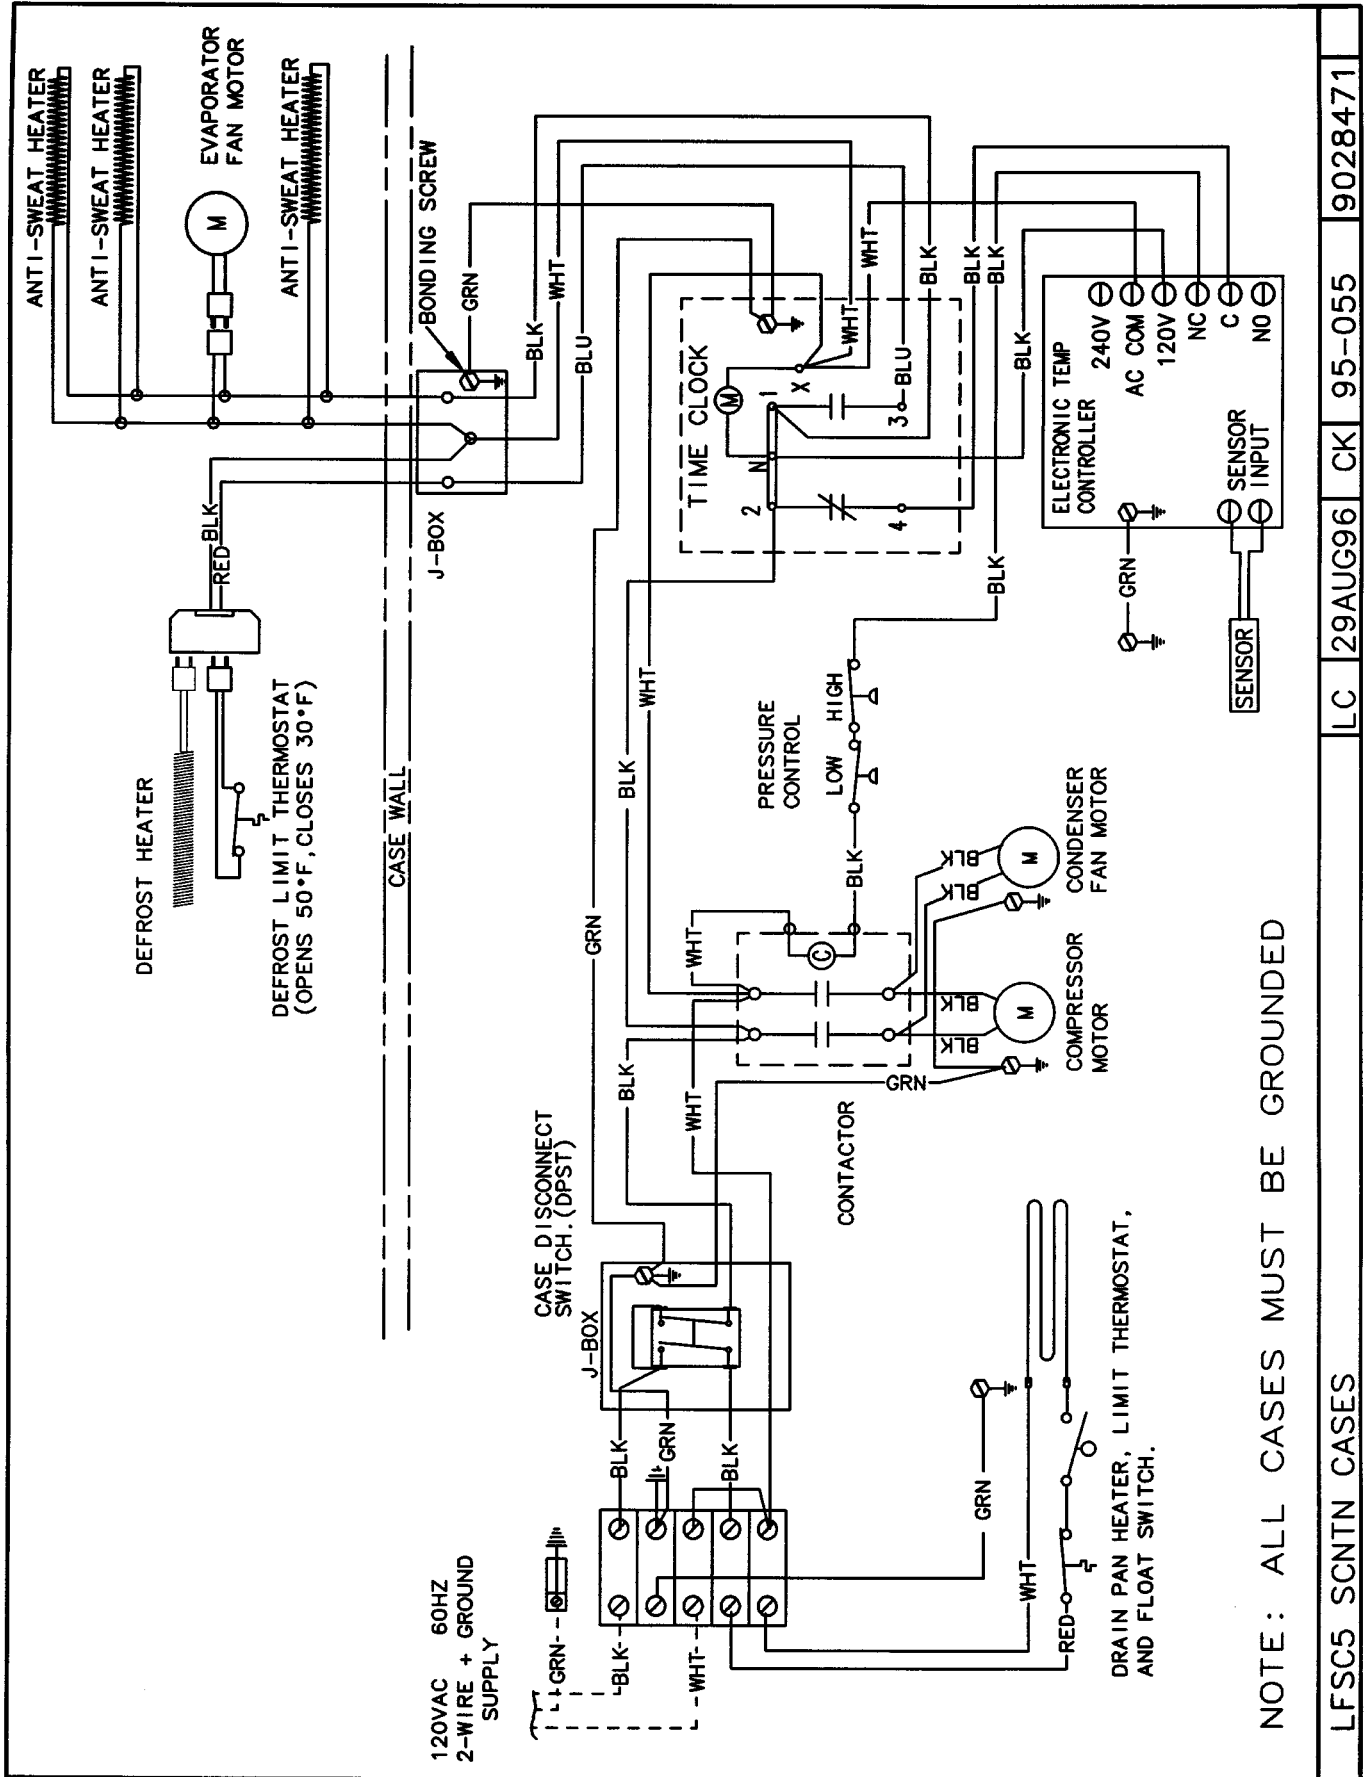 ANTI-SWEAT HEATER
ANTI-SWEAT HEATER
EVAPORATOR
FAN MOTOR
M
ANTI-SWEAT HEATER
DEFROST HEATER
BLK
RED
DEFROST LIMIT THERMOSTAT
(OPENS 50°F,CLOSES 30°F)
CASE WALL
J-BOX
BONDING SCREW
GRN
BLK
WHT
BLU
120VAC 60HZ
2-WIRE + GROUND
SUPPLY
GRN
BLK
WHT
CASE DISCONNECT
SWITCH.(DPST)
J-BOX
BLK
GRN
BLK
GRN
BLK
WHT
BLK
WHT
WHT
GRN
CONTACTOR
C
BLK
BLK
BLK
BLK
M
COMPRESSOR
MOTOR
M
CONDENSER
FAN MOTOR
BLK
PRESSURE
CONTROL
LOW
HIGH
BLK
TIME CLOCK
M
2
N
1
X
4
3
BLU
WHT
WHT
BLK
BLK
BLK
BLK
ELECTRONIC TEMP
CONTROLLER
240V
AC COM
120V
NC
C
NO
SENSOR
INPUT
GRN
SENSOR
GRN
WHT
RED
DRAIN PAN HEATER, LIMIT THERMOSTAT,
AND FLOAT SWITCH.
NOTE: ALL CASES MUST BE GROUNDED
LFSC5 SCNTN CASES
LC
29AUG96
CK
95-055
9028471